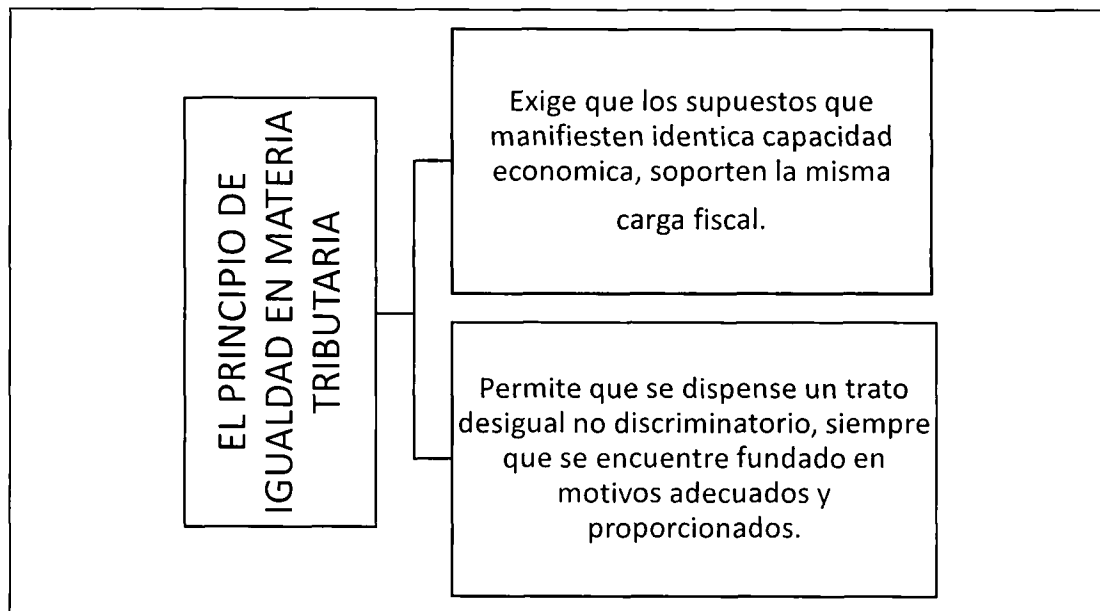 EL PRINCIPIO DE
IGUALDAD EN MATERIA
TRIBUTARIA
Exige que los supuestos que
manifiesten identica capacidad
economica, soporten la misma
carga fiscal.
Permite que se dispense un trato
desigual no discriminatorio, siempre
que se encuentre fundado en
motivos adecuados y
proporcionados.